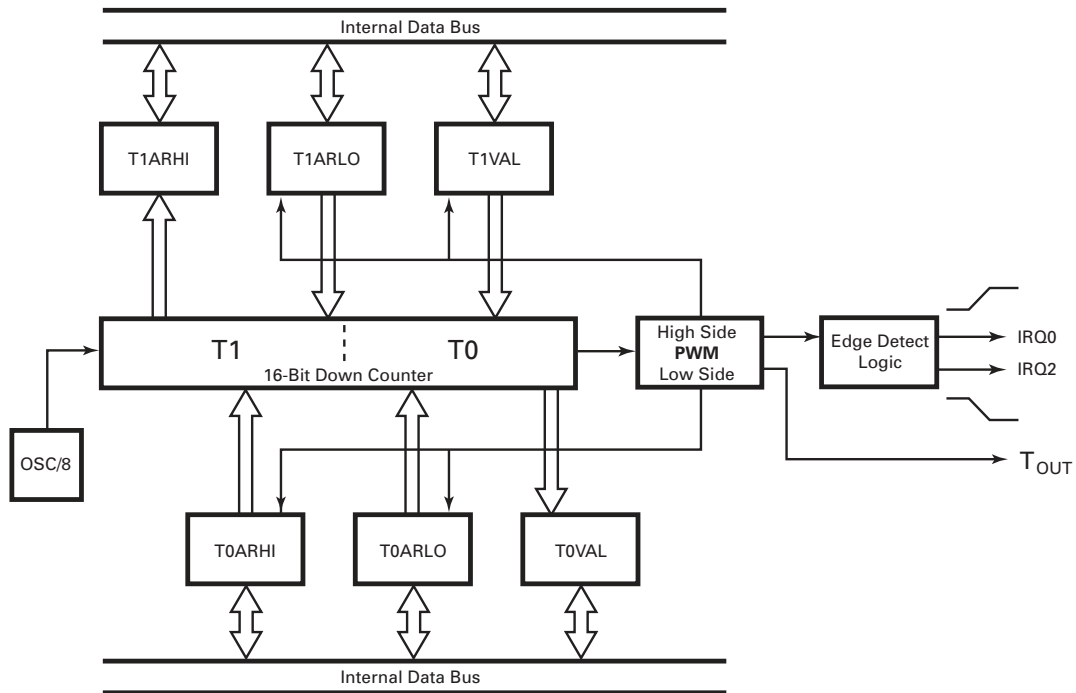 Internal Data Bus
T1ARHI
T1ARLO
T1VAL
T1
T0
16-Bit Down Counter
High Side
PWM
Low Side
Edge Detect
Logic
IRQ0
IRQ2
TOUT
OSC/8
T0ARHI
T0ARLO
T0VAL
Internal Data Bus